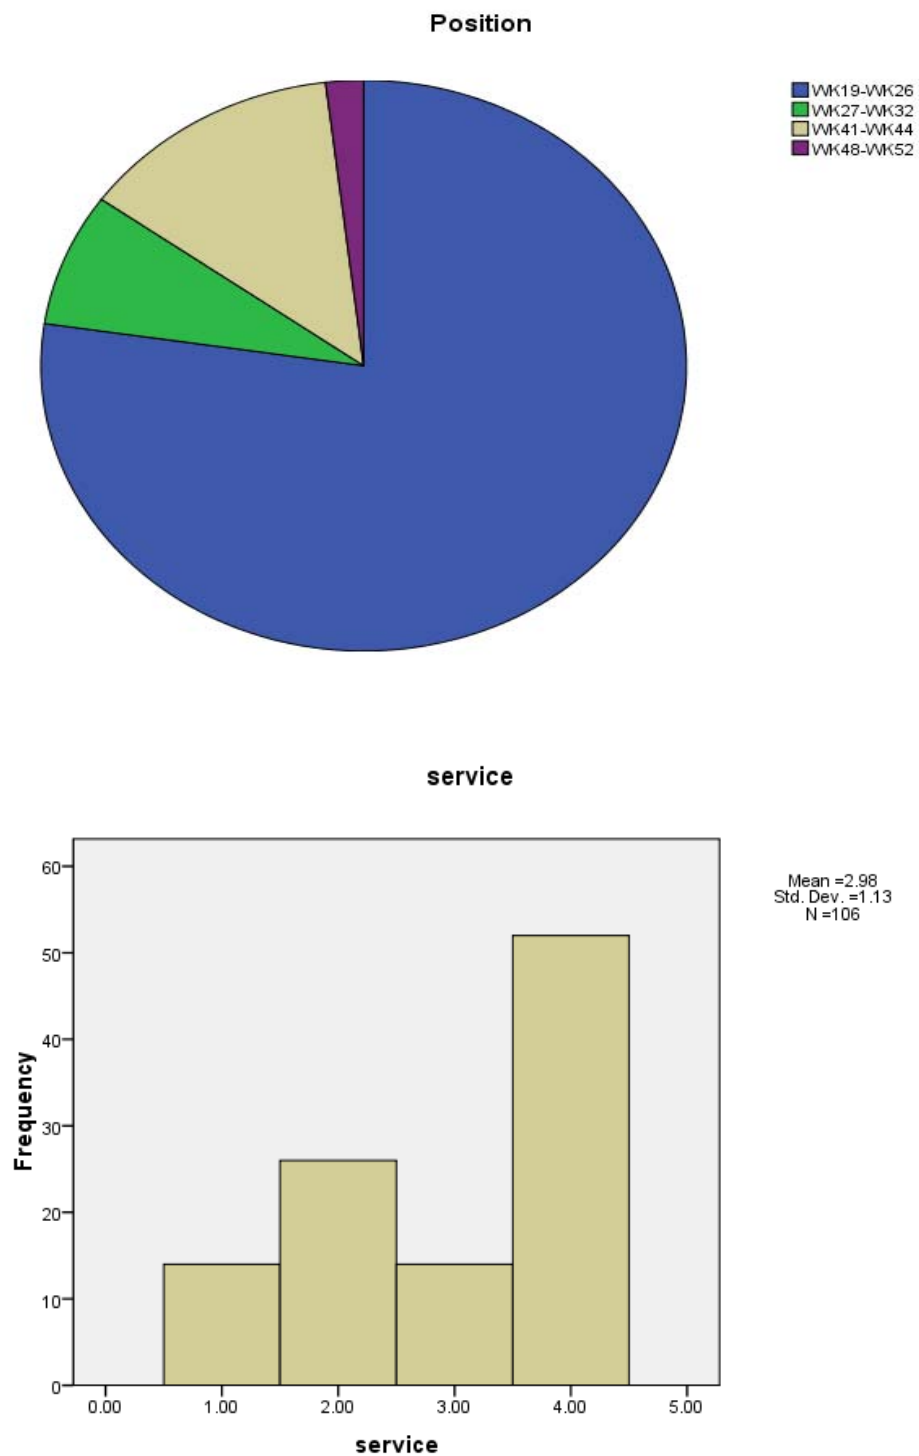 Position
WK19-WK26
WK27-WK32
WK41-WK44
WK48-WK52
service
60
50
40
30
20
10
0
Frequency
0.00 1.00 2.00 3.00 4.00 5.00
service
Mean =2.98
Std. Dev. =1.13
N =106